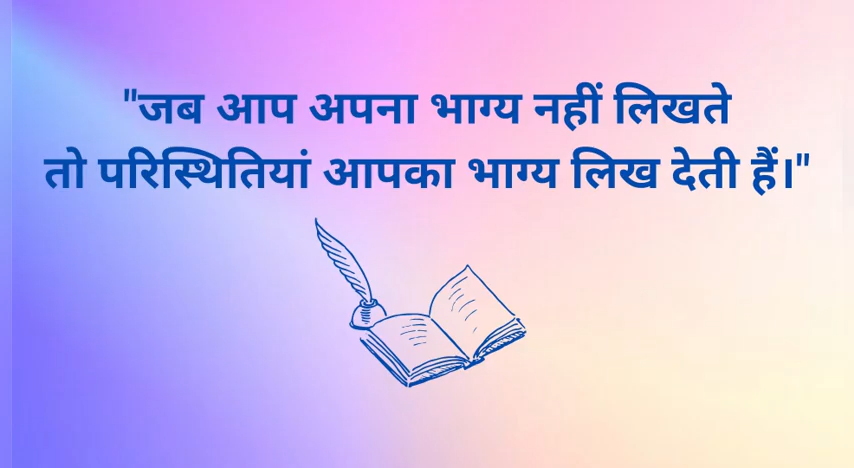 "जब आप अपना भाग्य नहीं लिखते
तो परिस्थितियां आपका भाग्य लिख देती हैं।"